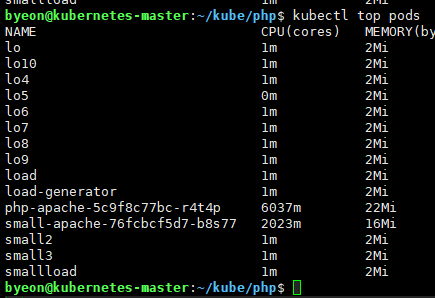 smallload 1m 2Mi
byeon@kubernetes-master:~/kube/php$ kubectl top pods
NAME CPU(cores) MEMORY(by
lo 1m 2Mi
lo10 1m 2Mi
lo4 1m 2Mi
lo5 0m 2Mi
lo6 1m 2Mi
lo7 1m 2Mi
lo8 1m 2Mi
lo9 1m 2Mi
load 1m 2Mi
load-generator 1m 2Mi
php-apache-5c9f8c77bc-r4t4p 6037m 22Mi
small-apache-76fcbcf5d7-b8s77 2023m 16Mi
small2 1m 2Mi
small3 1m 2Mi
smallload 1m 2Mi
byeon@kubernetes-master:~/kube/php$